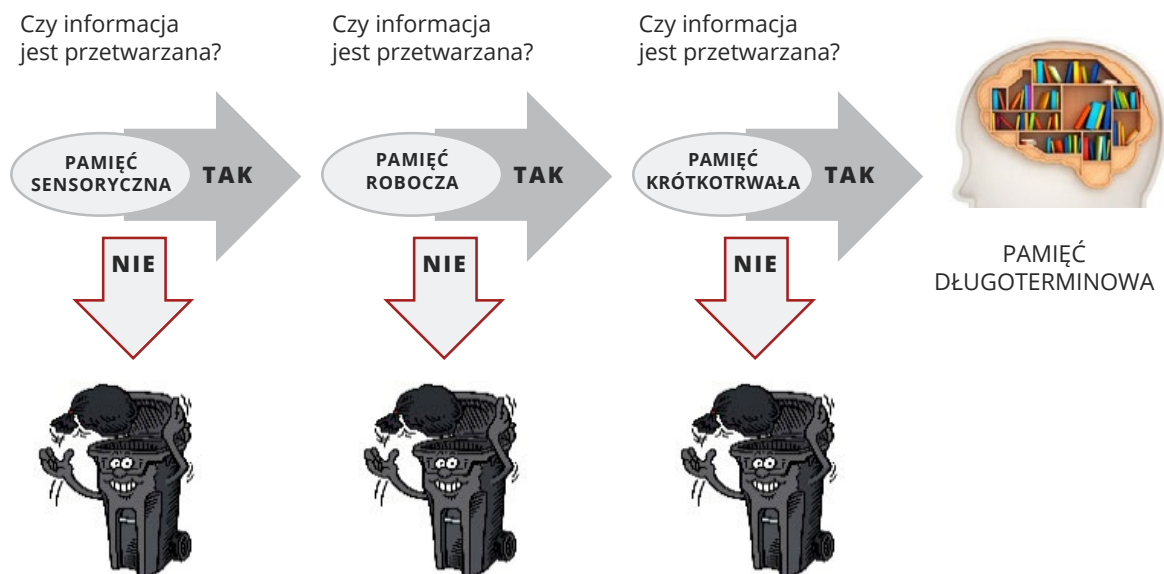 Czy informacja
jest przetwarzana?
Czy informacja
jest przetwarzana?
Czy informacja
jest przetwarzana?
PAMIĘĆ
SENSORYCZNA
TAK
PAMIĘĆ
ROBOCZA
TAK
PAMIĘĆ
KRÓTKOTRWAŁA
TAK
NIE
NIE
NIE
PAMIĘĆ
DŁUGOTERMINOWA